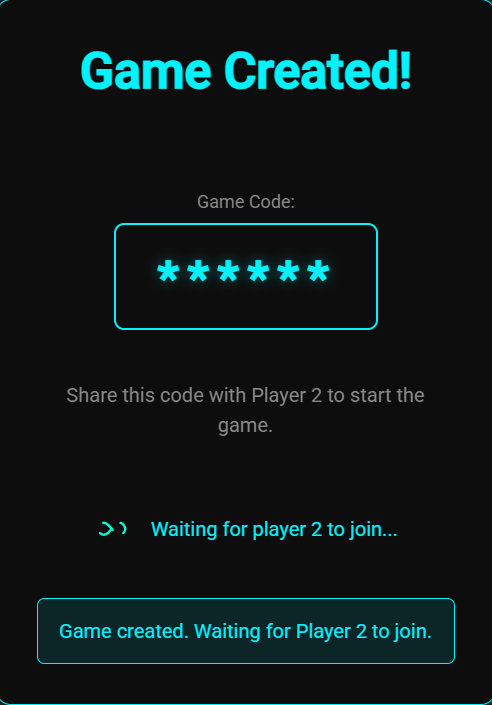 Game Created!
Game Code:
******
Share this code with Player 2 to start the
game.
Waiting for player 2 to join...
Game created. Waiting for Player 2 to join.